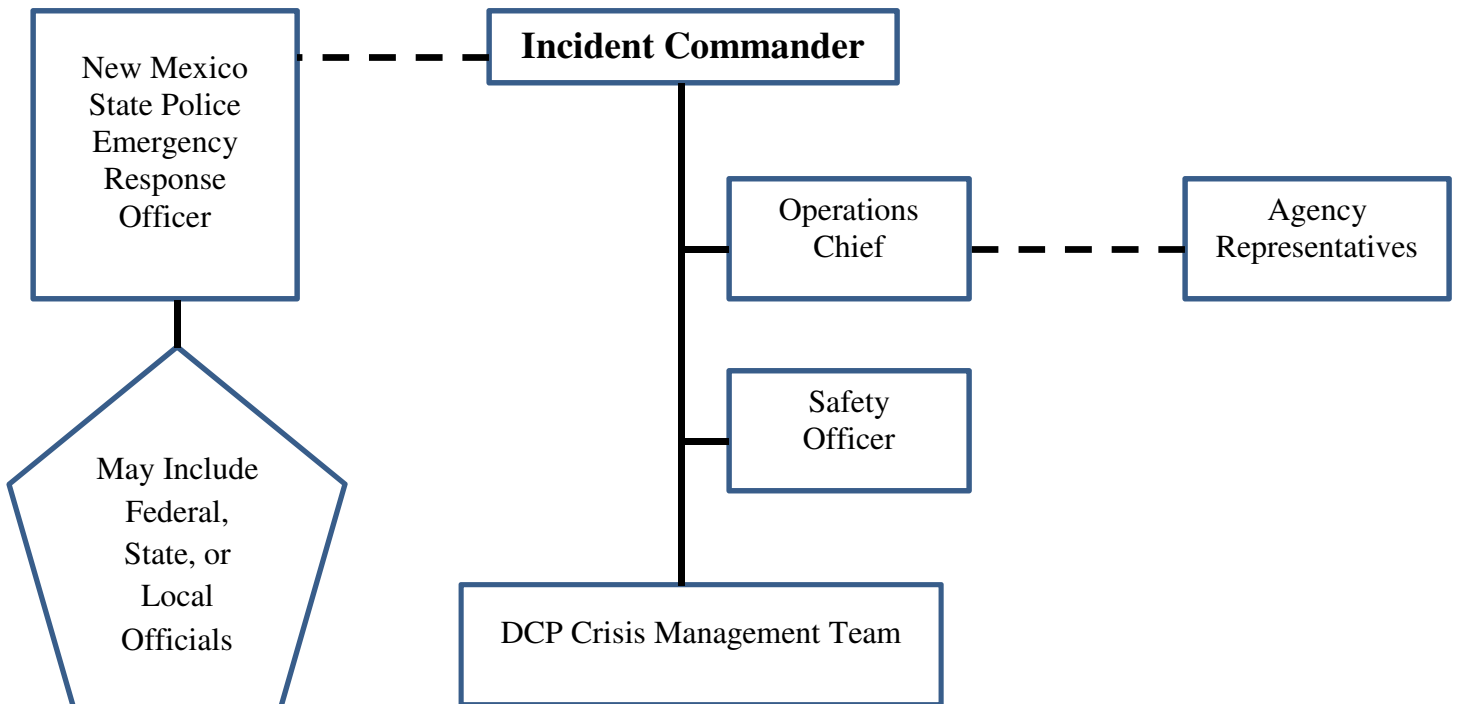 Incident Commander
New Mexico
State Police
Emergency
Response
Officer
Operations
Chief
Agency
Representatives
Safety
Officer
May Include
Federal,
State, or
Local
Officials
DCP Crisis Management Team